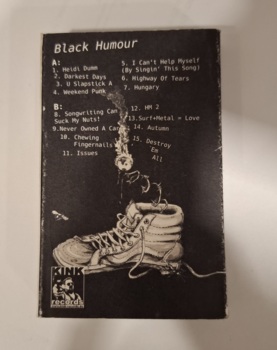 Black Humour
A:
1. Heidi Dumm
2. Darkest Days
3. U Slapstick A
4. Weekend Punk
5. I Can't Help Myself
(By Singin' This Song)
6. Highway Of Tears
7. Hungary
B:
8. Songwriting Can
Suck My Nuts!
9.Never Owned A Car
10. Chewing
Fingernails
11. Issues
12. HM 2
13.Surf+Metal = Love
14. Autumn
15. Destroy
'Em
All
KINK
records